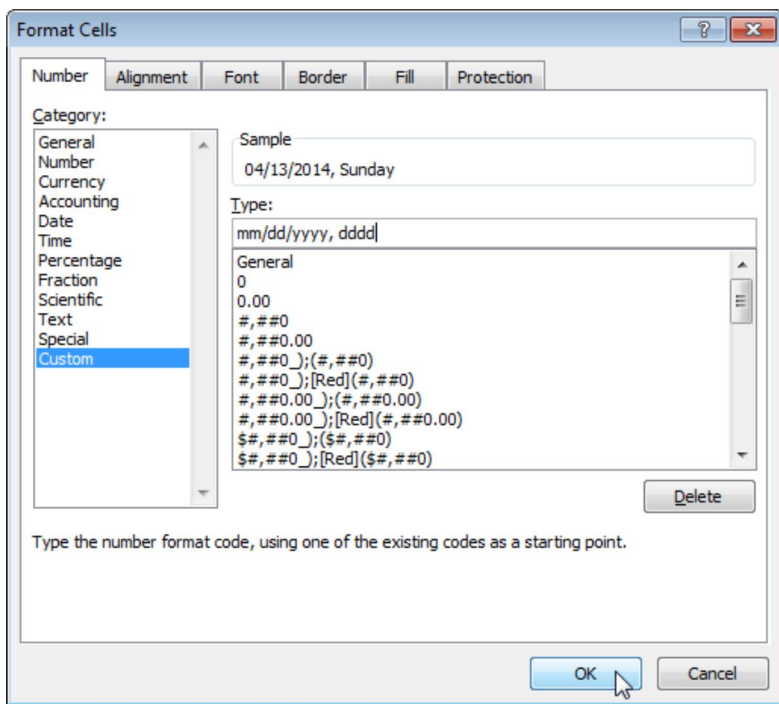 Format Cells
Number Alignment Font Border Fill Protection
Category:
General
Number
Currency
Accounting
Date
Time
Percentage
Fraction
Scientific
Text
Special
Custom
Sample
04/13/2014, Sunday
Type:
mm/dd/yyyy, dddd
General
0
0.00
#,##0
#,##0.00
#,##0_);(#,##0)
#,##0_);[Red](#,##0)
#,##0.00_);(#,##0.00)
#,##0.00_);[Red](#,##0.00)
$#,##0_);($#,##0)
$#,##0_);[Red]($#,##0)
Delete
Type the number format code, using one of the existing codes as a starting point.
OK Cancel